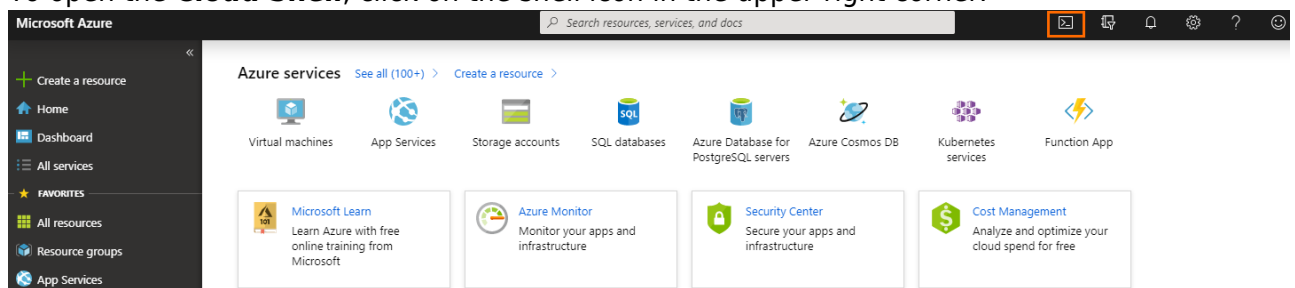 To open the Cloud Shell, click on the shell icon in the upper right corner.
Microsoft Azure
Search resources, services, and docs
?
«
Create a resource
Home
Dashboard
All services
FAVORITES
All resources
Resource groups
App Services
Azure services See all (100+) > Create a resource >
Virtual machines
App Services
Storage accounts
SQL
SQL databases
Azure Database for
PostgreSQL servers
Azure Cosmos DB
Kubernetes
services
Function App
101
Microsoft Learn
Learn Azure with free
online training from
Microsoft
Azure Monitor
Monitor your apps and
infrastructure
Security Center
Secure your apps and
infrastructure
$
Cost Management
Analyze and optimize your
cloud spend for free